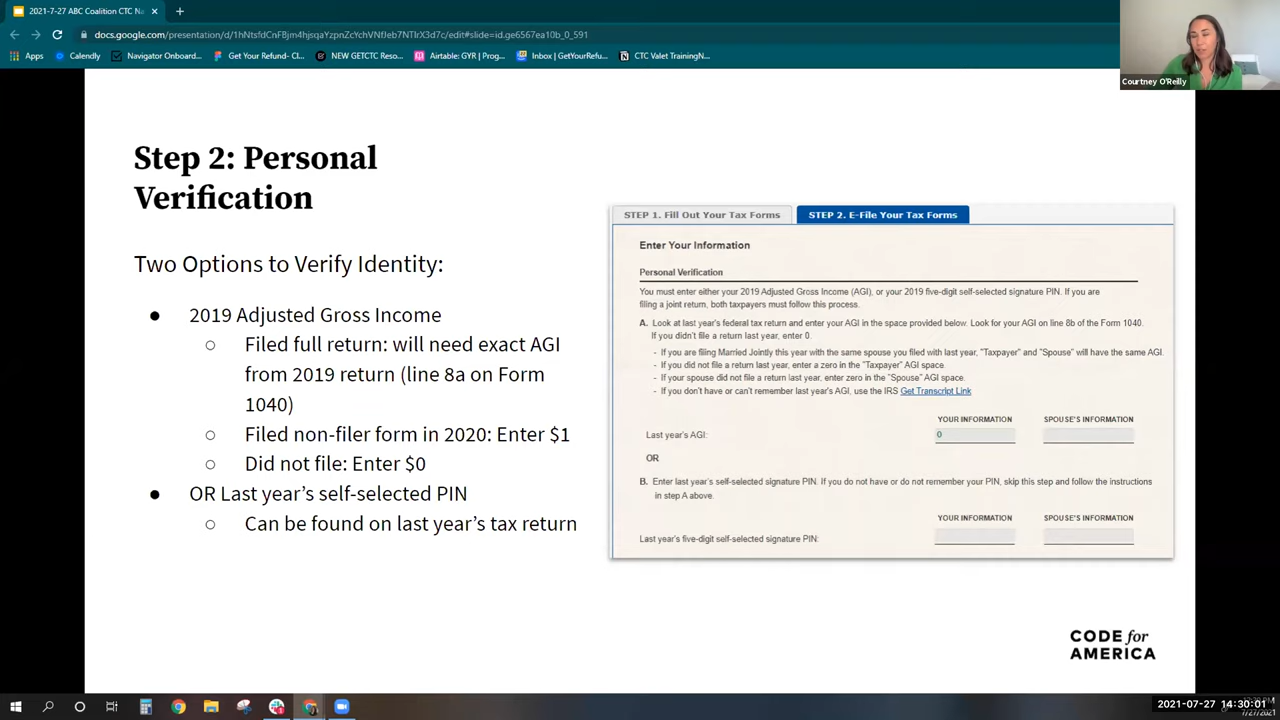 2021-7-27 ABC Coalition CTC Na
docs.google.com/presentation/d/1hNtsfdCnFBjm4hjsqaYzpnZcYchVNfJeb7NTlrX3d7c/edit#slide=id.ge6567ea10b_0_591
Apps
Calendly
Navigator Onboard...
Get Your Refund- Cl...
NEW GETCTC Reso...
Airtable: GYR | Prog...
Inbox | GetYourRefu...
CTC Valet TrainingN...
Courtney O'Reilly
Step 2: Personal
Verification
Two Options to Verify Identity:
● 2019 Adjusted Gross Income
○ Filed full return: will need exact AGI
from 2019 return (line 8a on Form
1040)
○ Filed non-filer form in 2020: Enter $1
○ Did not file: Enter $0
● OR Last year's self-selected PIN
○ Can be found on last year's tax return
STEP 1. Fill Out Your Tax Forms
STEP 2. E-File Your Tax Forms
Enter Your Information
Personal Verification
You must enter either your 2019 Adjusted Gross Income (AGI), or your 2019 five-digit self-selected signature PIN. If you are
filing a joint return, both taxpayers must follow this process.
A. Look at last year's federal tax return and enter your AGI in the space provided below. Look for your AGI on line 8b of the Form 1040.
If you didn't file a return last year, enter 0.
- If you are filing Married Jointly this year with the same spouse you filed with last year, "Taxpayer" and "Spouse" will have the same AGI.
- If you did not file a return last year, enter a zero in the "Taxpayer" AGI space.
- If your spouse did not file a return last year, enter zero in the "Spouse" AGI space.
- If you don't have or can't remember last year's AGI, use the IRS Get Transcript Link
YOUR INFORMATION SPOUSE'S INFORMATION
Last year's AGI: 0
OR
B. Enter last year's self-selected signature PIN. If you do not have or do not remember your PIN, skip this step and follow the instructions
in step A above.
YOUR INFORMATION SPOUSE'S INFORMATION
Last year's five-digit self-selected signature PIN:
CODE for
AMERICA
2021-07-27 14:30:01